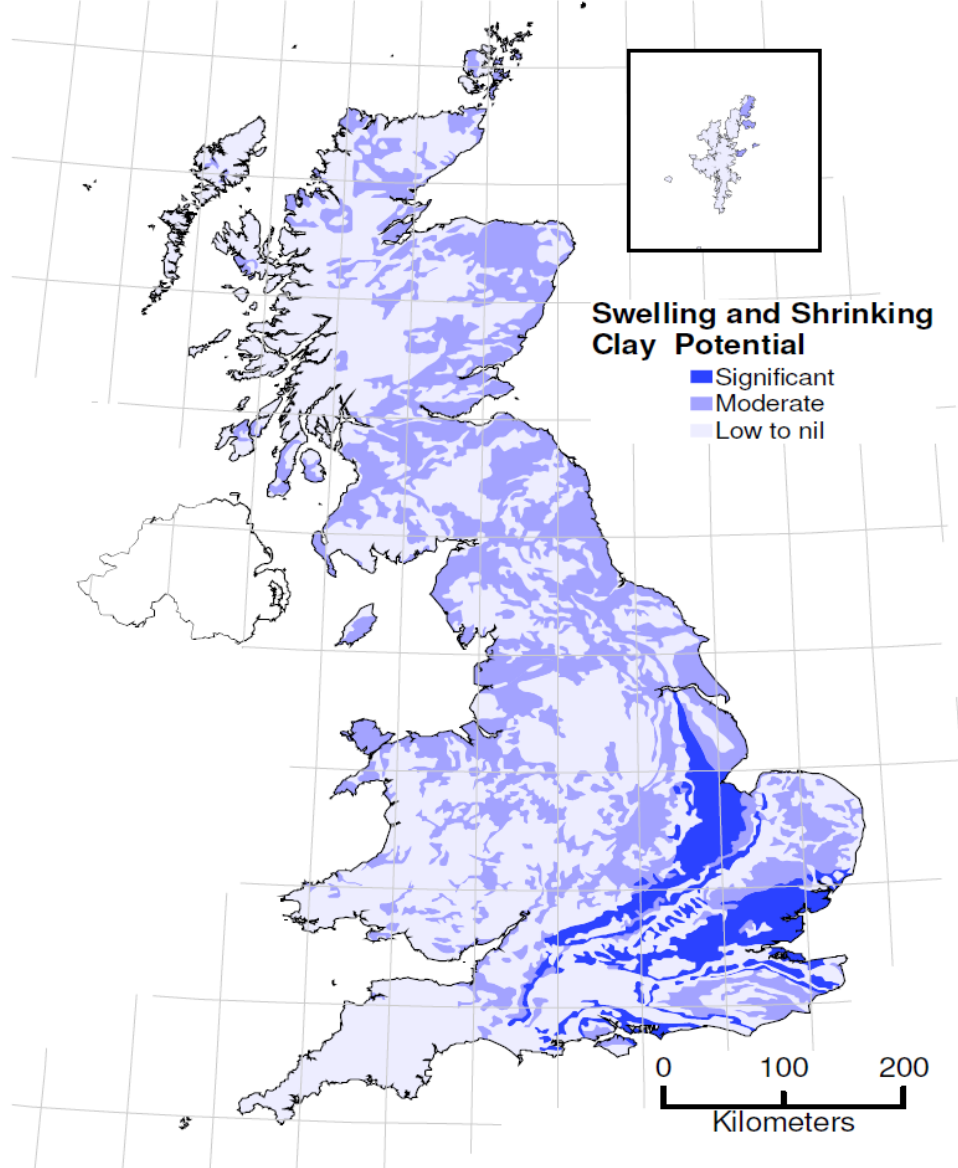 Swelling and Shrinking
Clay Potential
Significant
Moderate
Low to nil
0 100 200
Kilometers